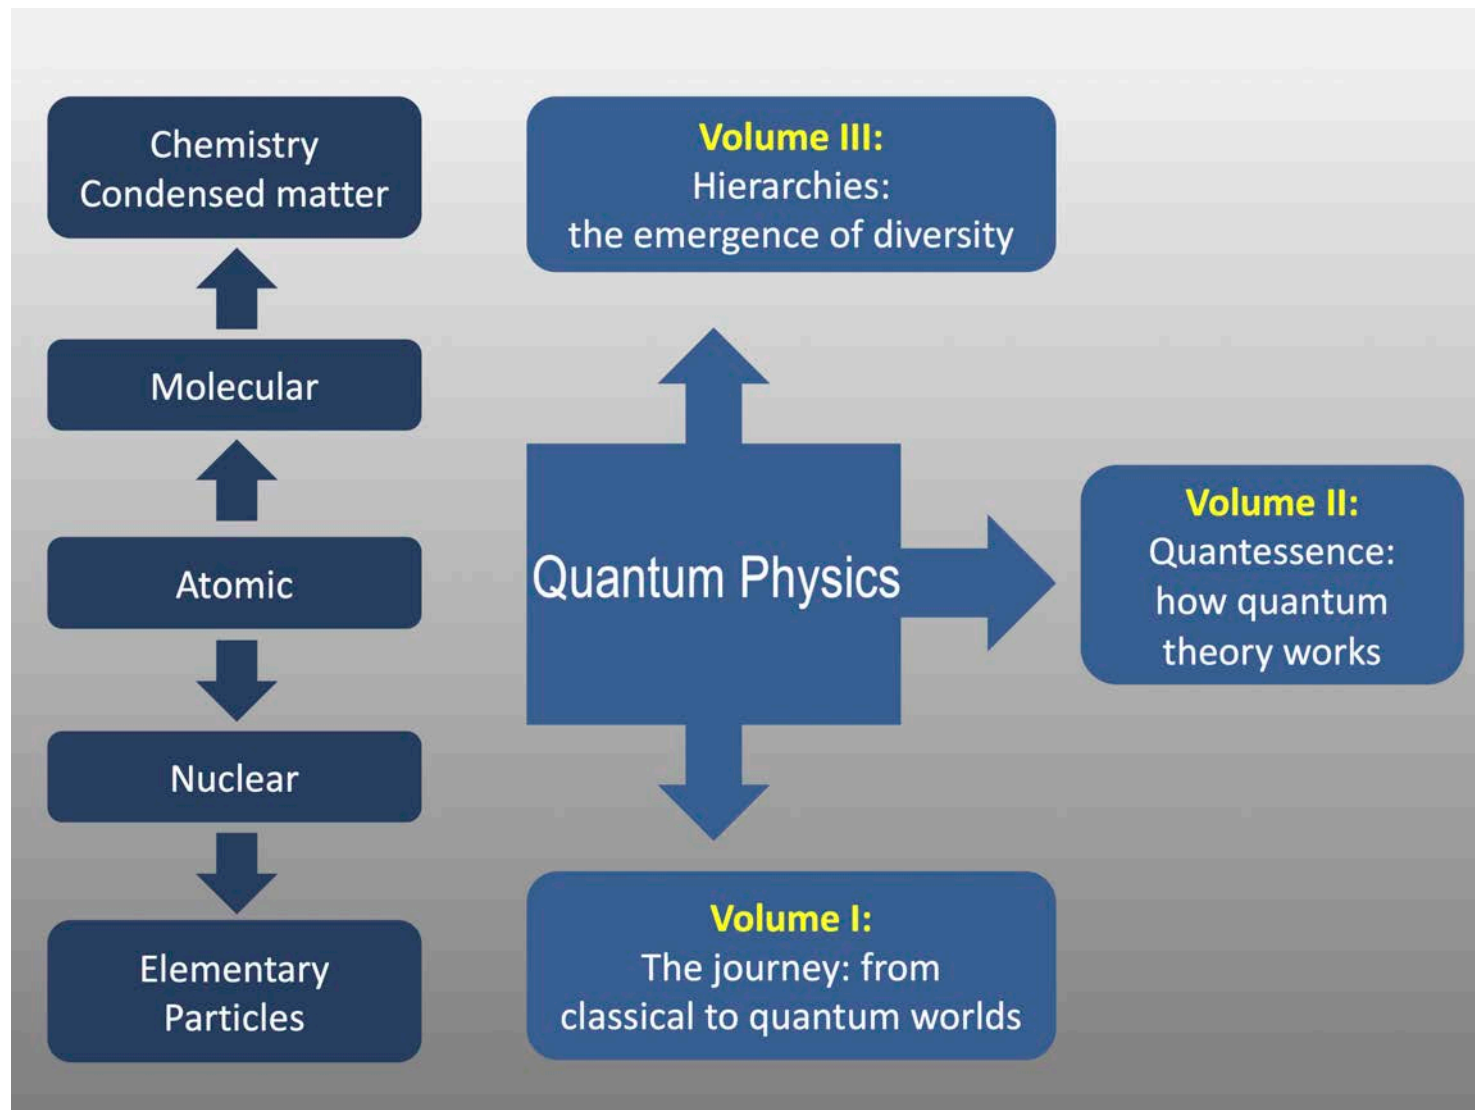 Chemistry
Condensed matter
Molecular
Atomic
Nuclear
Elementary
Particles
Volume III:
Hierarchies:
the emergence of diversity
Quantum Physics
Volume II:
Quantessence:
how quantum
theory works
Volume I:
The journey: from
classical to quantum worlds